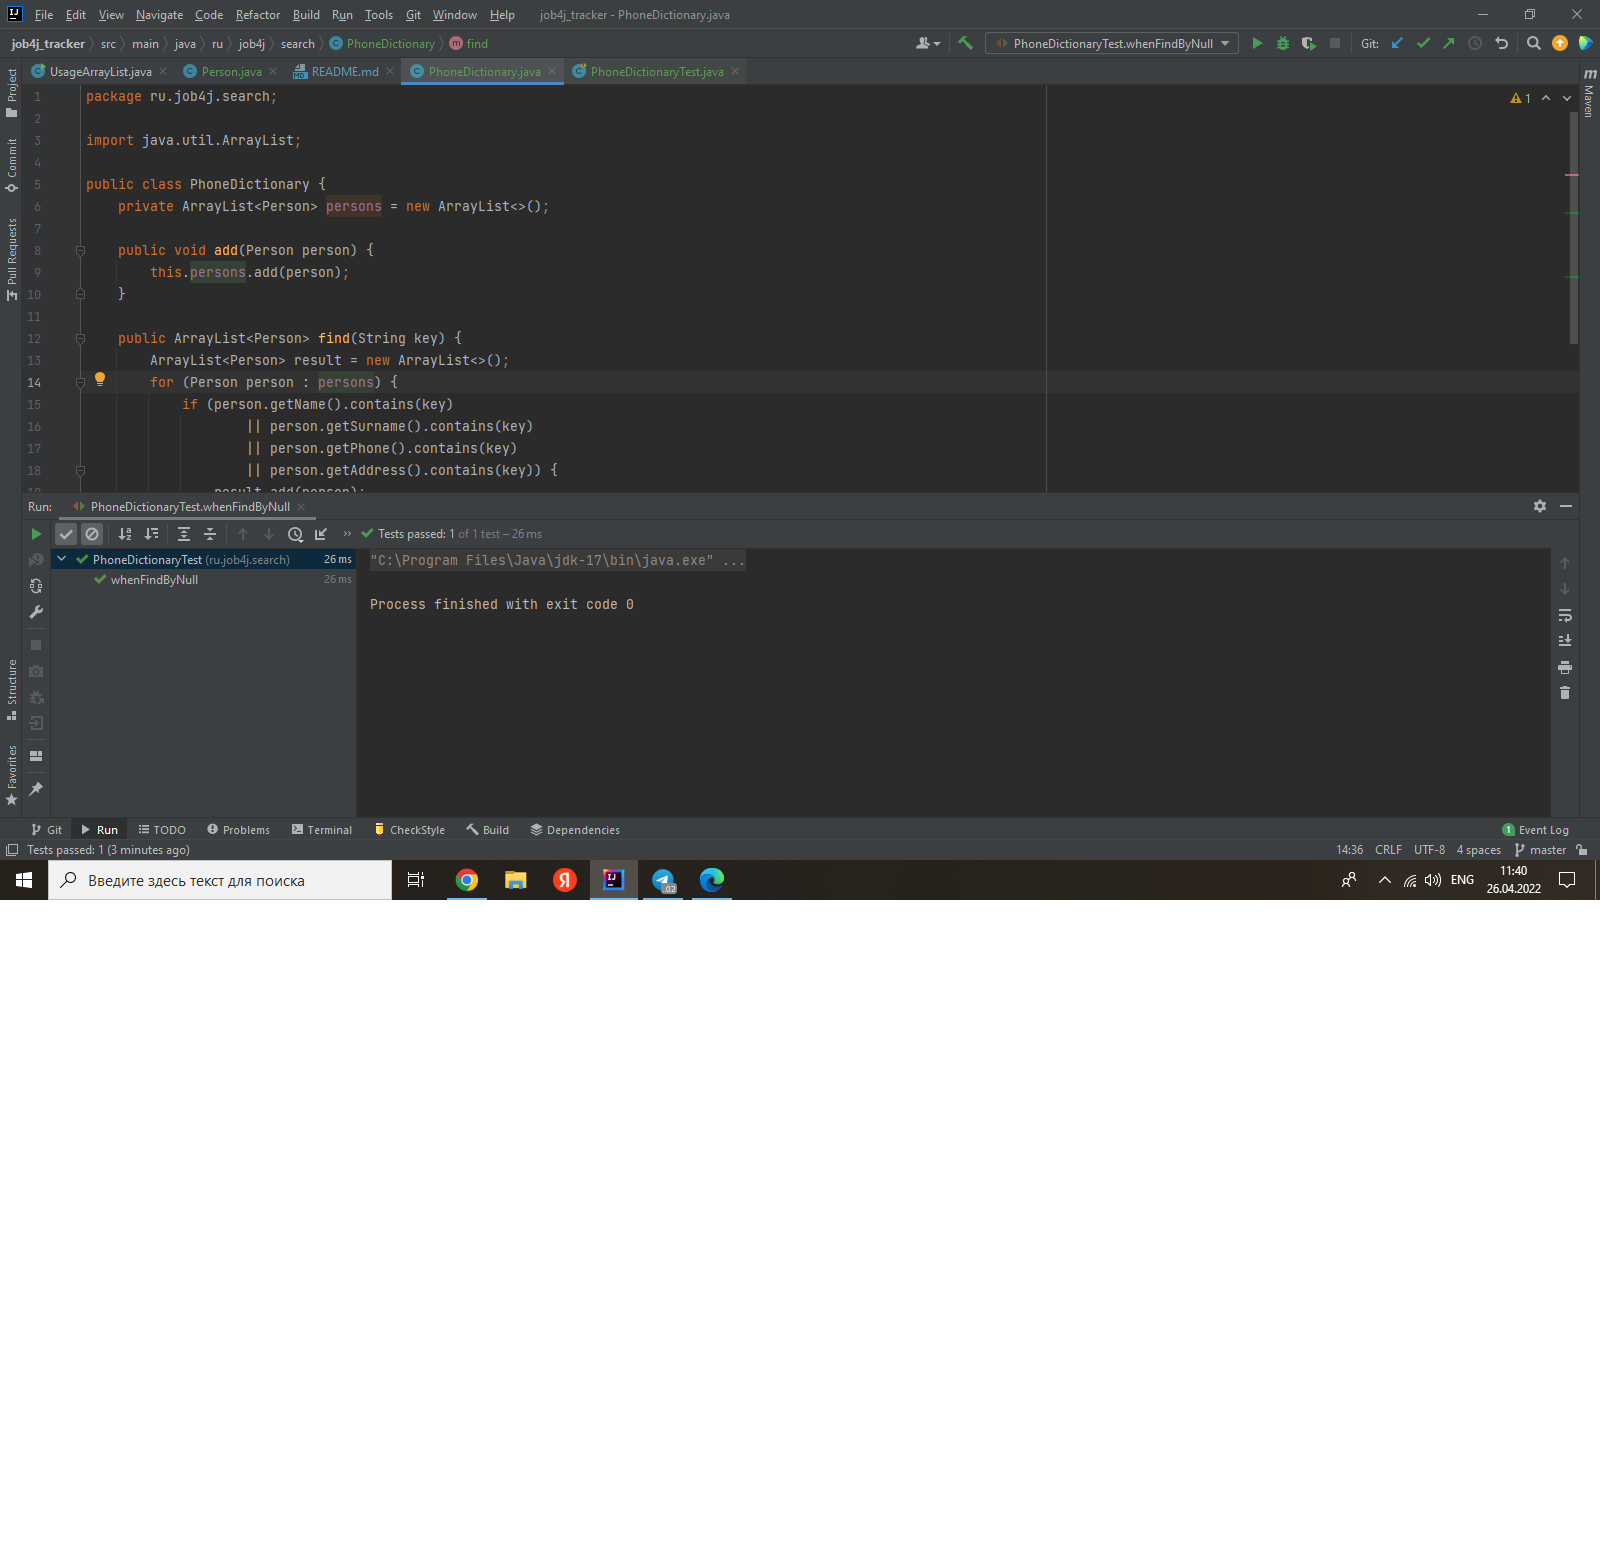 File Edit View Navigate Code Refactor Build Run Tools Git Window Help job4j_tracker - PhoneDictionary.java
job4j_tracker src main java ru job4j search PhoneDictionary find PhoneDictionaryTest.whenFindByNull Git:
UsageArrayList.java Person.java README.md PhoneDictionary.java PhoneDictionaryTest.java
Project
Commit
Pull Requests
Structure
Favorites
Maven
1
1 package ru.job4j.search;
2
3 import java.util.ArrayList;
4
5 public class PhoneDictionary {
6 private ArrayList<Person> persons = new ArrayList<>();
7
8 public void add(Person person) {
9 this.persons.add(person);
10 }
11
12 public ArrayList<Person> find(String key) {
13 ArrayList<Person> result = new ArrayList<>();
14 for (Person person : persons) {
15 if (person.getName().contains(key)
16 || person.getSurname().contains(key)
17 || person.getPhone().contains(key)
18 || person.getAddress().contains(key)) {
19 result.add(person);
Run: PhoneDictionaryTest.whenFindByNull
Tests passed: 1 of 1 test – 26 ms
PhoneDictionaryTest (ru.job4j.search) 26 ms
whenFindByNull 26 ms
"C:\Program Files\Java\jdk-17\bin\java.exe" ...
Process finished with exit code 0
Git Run TODO Problems Terminal CheckStyle Build Dependencies 1 Event Log
Tests passed: 1 (3 minutes ago) 14:36 CRLF UTF-8 4 spaces master
Введите здесь текст для поиска
Я
.02
ENG
11:40
26.04.2022